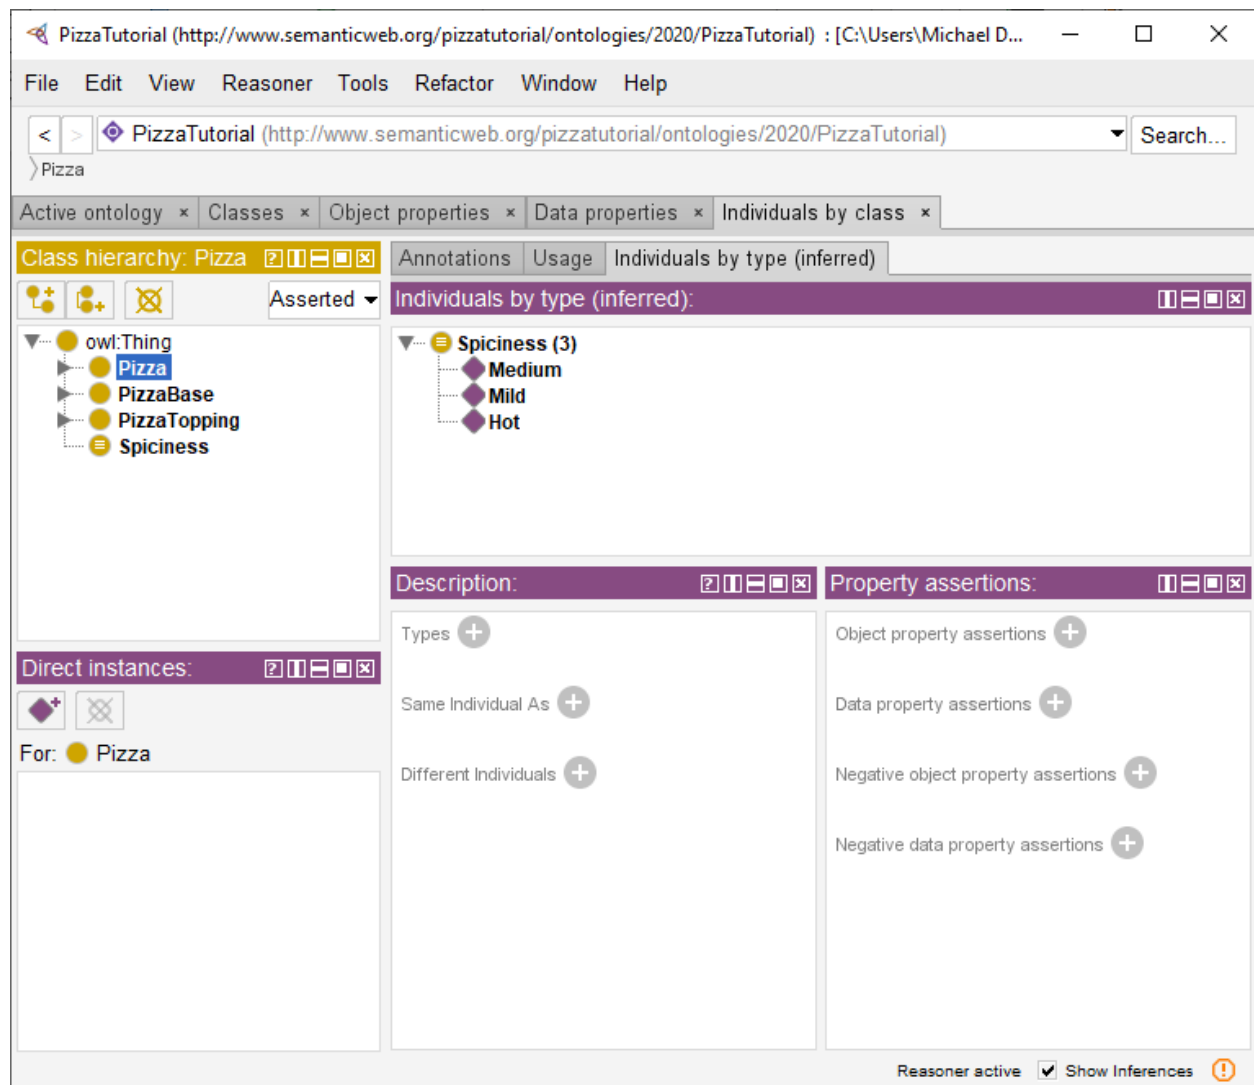 PizzaTutorial (http://www.semanticweb.org/pizzatutorial/ontologies/2020/PizzaTutorial) : [C:\Users\Michael D...
File Edit View Reasoner Tools Refactor Window Help
< > PizzaTutorial (http://www.semanticweb.org/pizzatutorial/ontologies/2020/PizzaTutorial) Search...
Pizza
Active ontology × Classes × Object properties × Data properties × Individuals by class ×
Class hierarchy: Pizza
Asserted
owl:Thing
Pizza
PizzaBase
PizzaTopping
Spiciness
Direct instances:
For: Pizza
Annotations Usage Individuals by type (inferred)
Individuals by type (inferred):
Spiciness (3)
Medium
Mild
Hot
Description:
Types
Same Individual As
Different Individuals
Property assertions:
Object property assertions
Data property assertions
Negative object property assertions
Negative data property assertions
Reasoner active Show Inferences